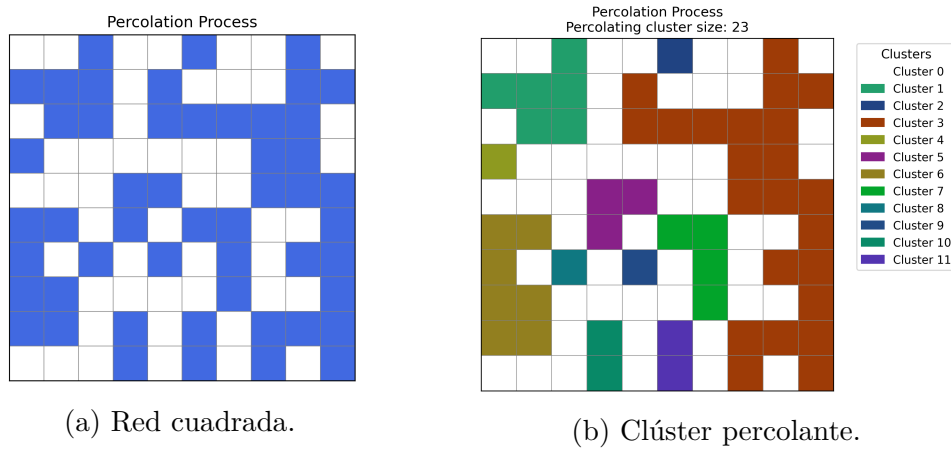 Percolation Process
(a) Red cuadrada.
Percolation Process
Percolating cluster size: 23
Clusters
Cluster 0
Cluster 1
Cluster 2
Cluster 3
Cluster 4
Cluster 5
Cluster 6
Cluster 7
Cluster 8
Cluster 9
Cluster 10
Cluster 11
(b) Clúster percolante.